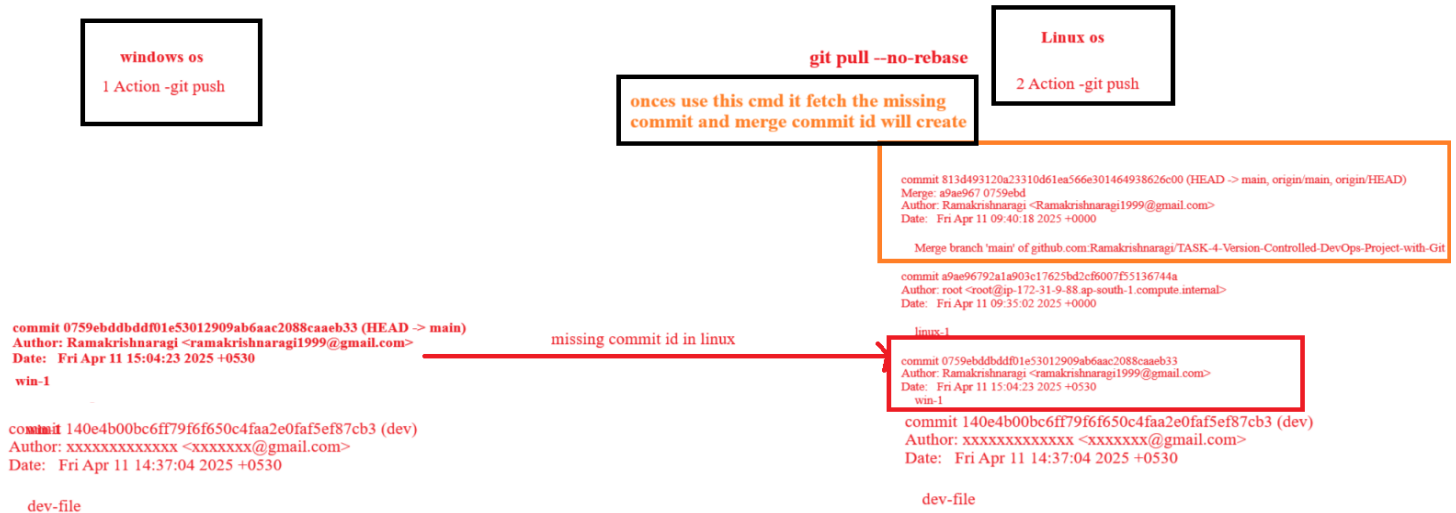 windows os
1 Action -git push
git pull --no-rebase
onces use this cmd it fetch the missing
commit and merge commit id will create
Linux os
2 Action -git push
commit 813d493120a23310d61ea566e301464938626c00 (HEAD -> main, origin/main, origin/HEAD)
Merge: a9ae967 0759ebd
Author: Ramakrishnaragi <Ramakrishnaragi1999@gmail.com>
Date: Fri Apr 11 09:40:18 2025 +0000
Merge branch 'main' of github.com:Ramakrishnaragi/TASK-4-Version-Controlled-DevOps-Project-with-Git
commit a9ae96792a1a903c17625bd2cf6007f55136744a
Author: root <root@ip-172-31-9-88.ap-south-1.compute.internal>
Date: Fri Apr 11 09:35:02 2025 +0000
linux-1
commit 0759ebddbddf01e53012909ab6aac2088caaeb33 (HEAD -> main)
Author: Ramakrishnaragi <ramakrishnaragi1999@gmail.com>
Date: Fri Apr 11 15:04:23 2025 +0530
win-1
missing commit id in linux
commit 0759ebddbddf01e53012909ab6aac2088caaeb33
Author: Ramakrishnaragi <ramakrishnaragi1999@gmail.com>
Date: Fri Apr 11 15:04:23 2025 +0530
win-1
win-1
commit 140e4b00bc6ff79f6f650c4faa2e0faf5ef87cb3 (dev)
Author: xxxxxxxxxxxxx <xxxxxxx@gmail.com>
Date: Fri Apr 11 14:37:04 2025 +0530
dev-file
commit 140e4b00bc6ff79f6f650c4faa2e0faf5ef87cb3 (dev)
Author: xxxxxxxxxxxxx <xxxxxxx@gmail.com>
Date: Fri Apr 11 14:37:04 2025 +0530
dev-file